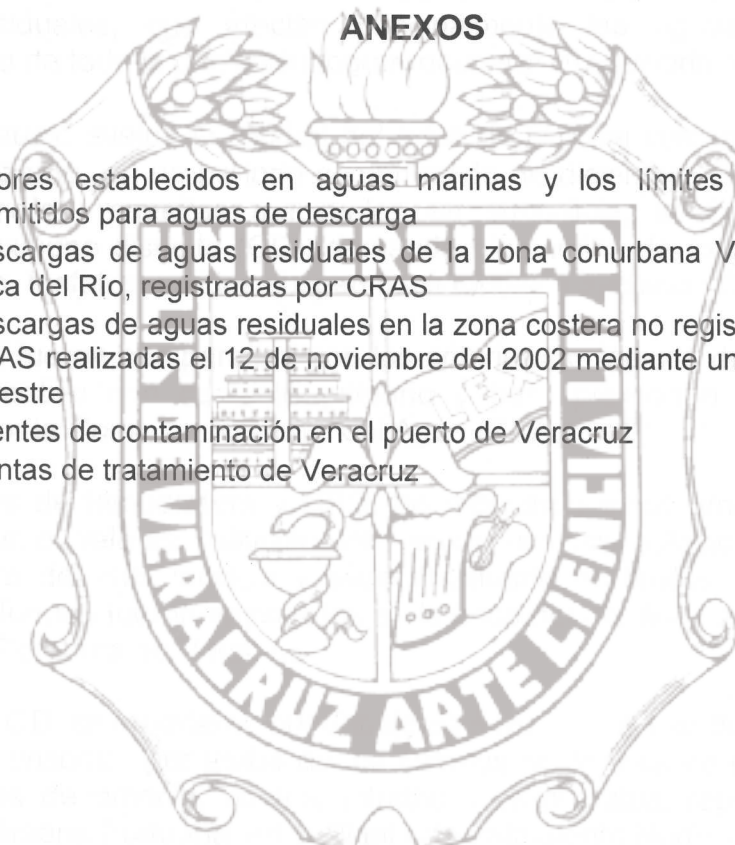 ANEXOS
ores establecidos en aguas marinas y los límites
mitidos para aguas de descarga
scargas de aguas residuales de la zona conurbana V
ca del Río, registradas por CRAS
scargas de aguas residuales en la zona costera no regis
AS realizadas el 12 de noviembre del 2002 mediante un
estre
entes de contaminación en el puerto de Veracruz
ntas de tratamiento de Veracruz
UNIVERSIDAD
VERACRUZ ARTE CIENCIA
LEX